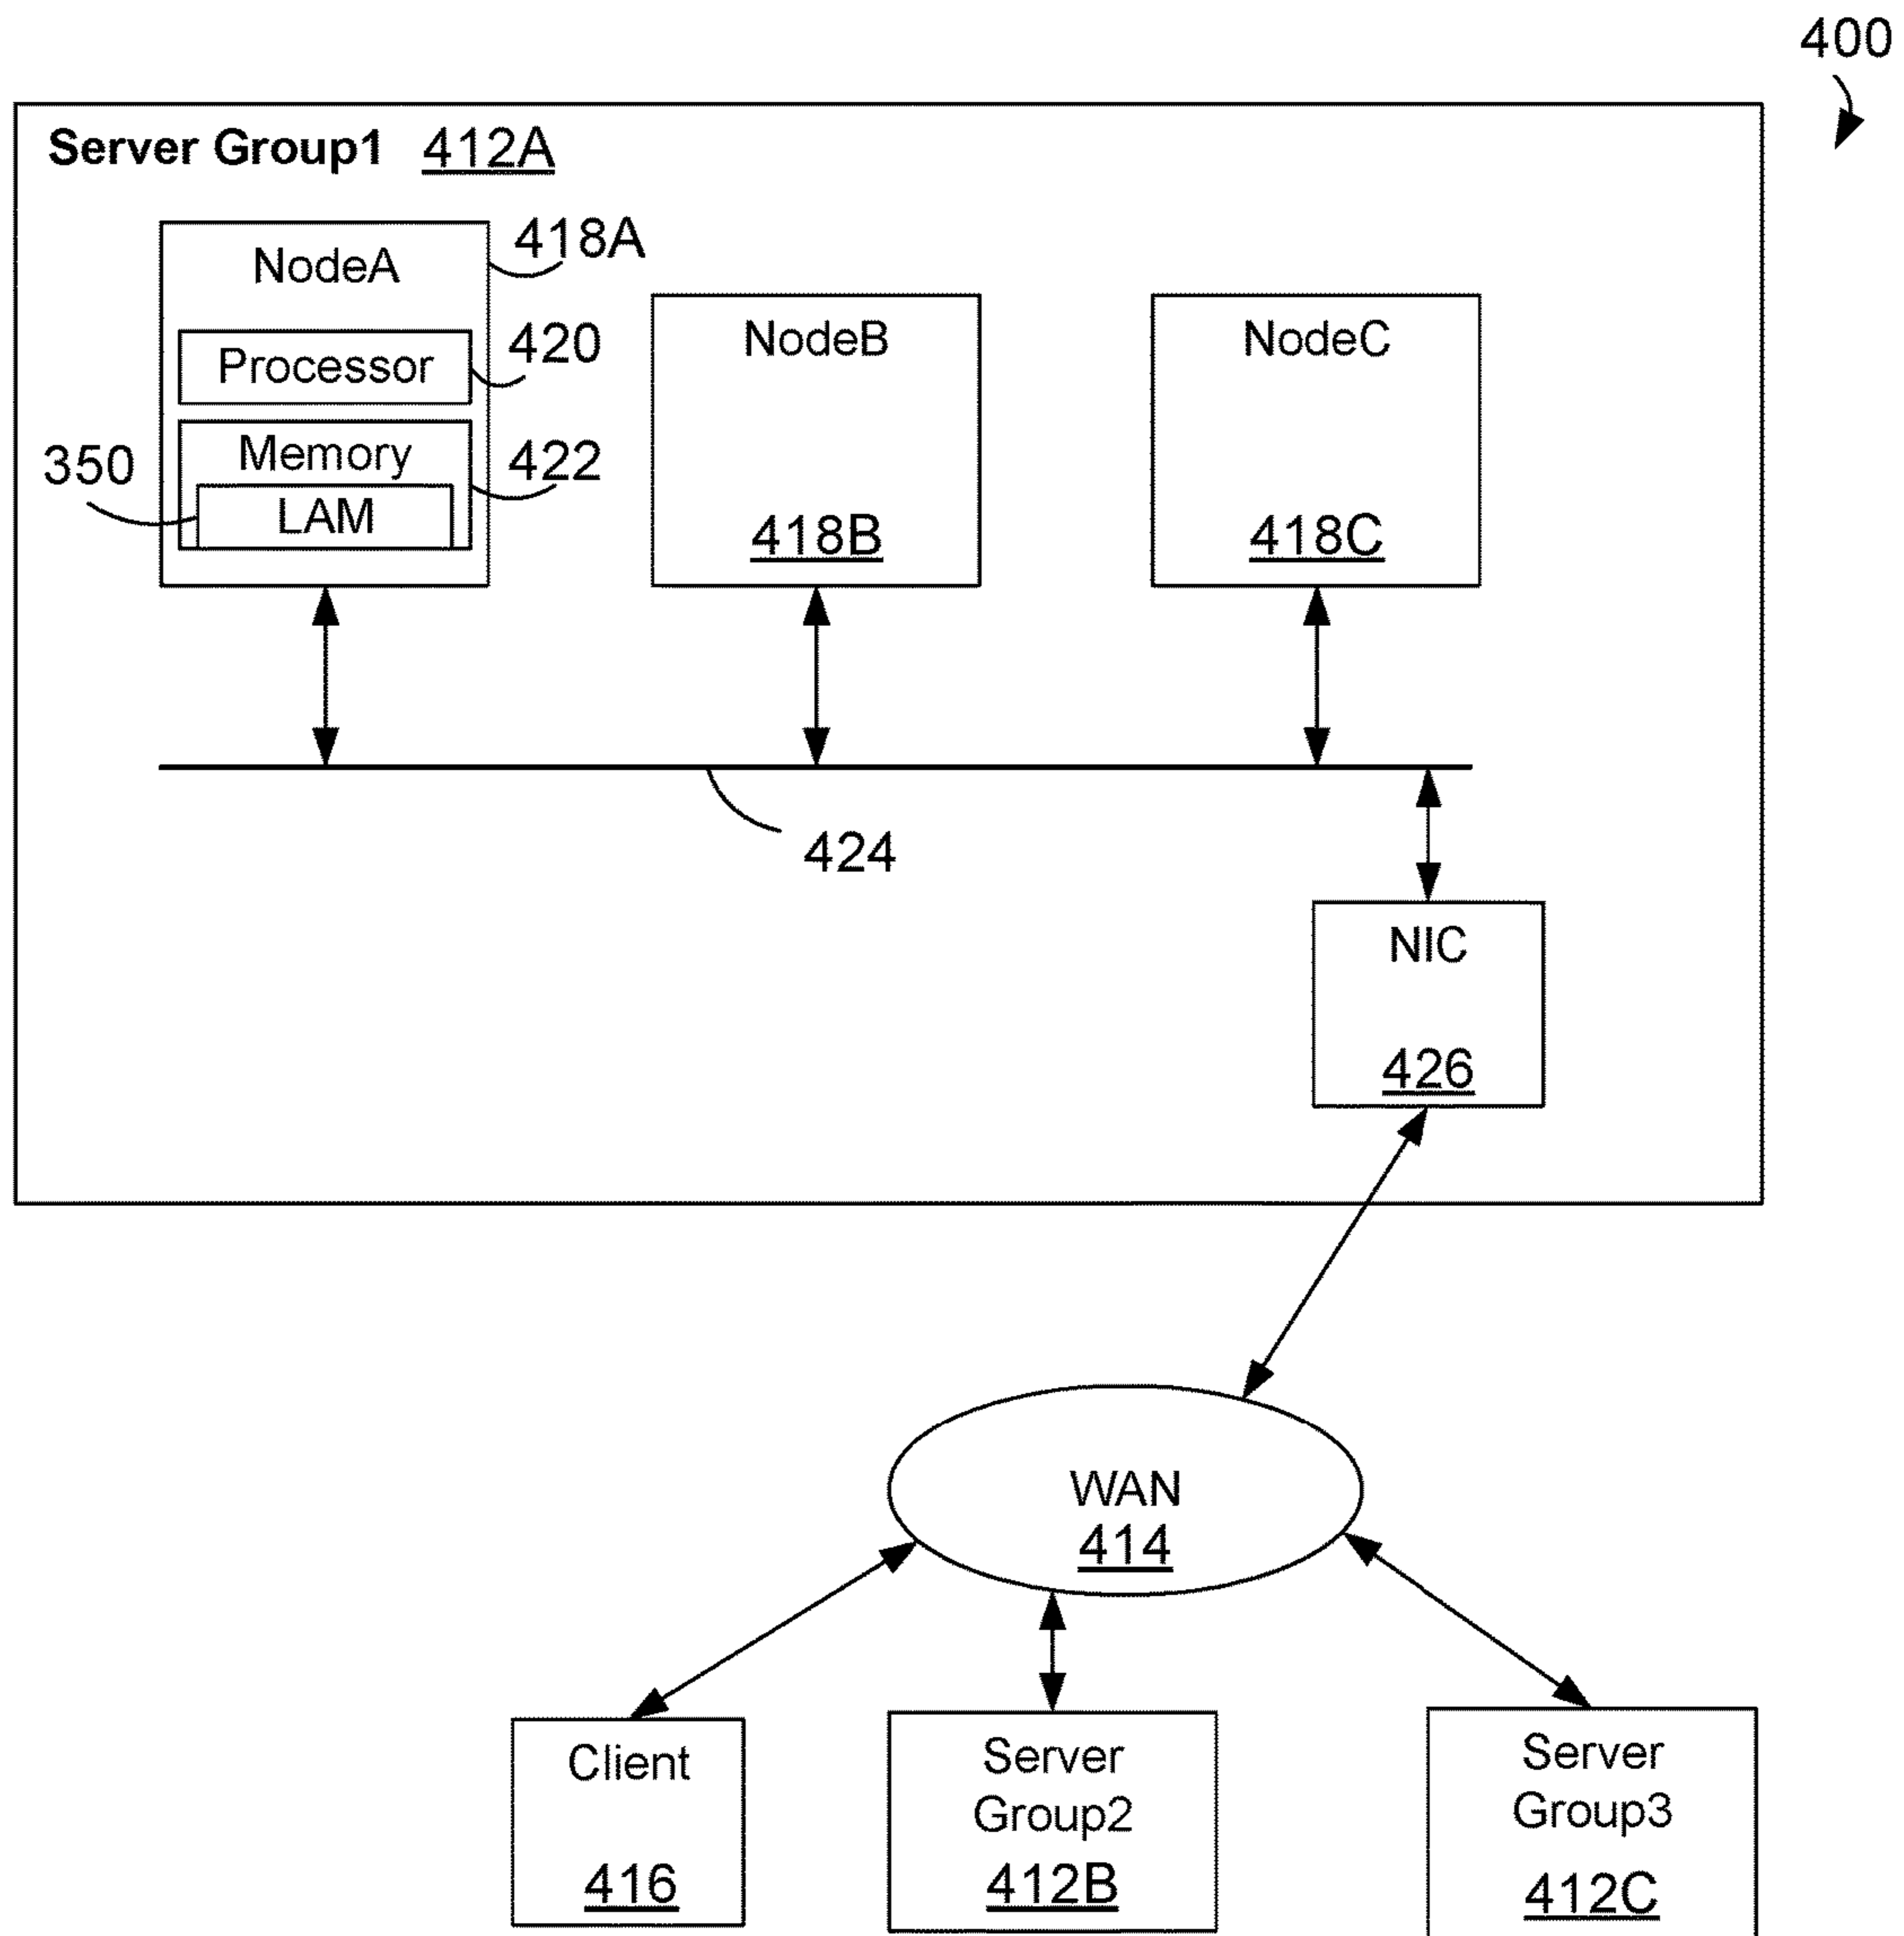 400
Server Group1 412A
NodeA
418A
Processor
420
Memory
422
350
LAM
NodeB
418B
NodeC
418C
424
NIC
426
WAN
414
Client
416
Server
Group2
412B
Server
Group3
412C